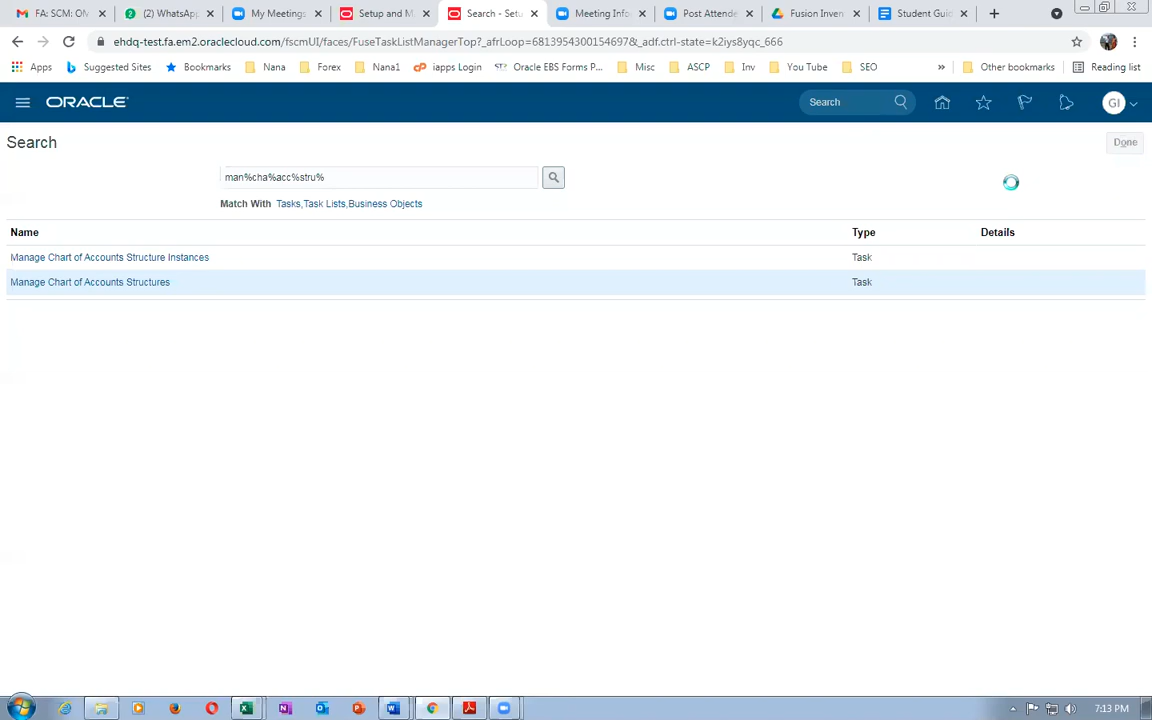 FA: SCM: OM
(2) WhatsApp
My Meetings
Setup and M
Search - Setu
Meeting Info
Post Attende
Fusion Inven
Student Guid
ehdq-test.fa.em2.oraclecloud.com/fscmUI/faces/FuseTaskListManagerTop?_afrLoop=6813954300154697&_adf.ctrl-state=k2iys8yqc_666
Apps
Suggested Sites
Bookmarks
Nana
Forex
Nana1
iapps Login
Oracle EBS Forms P...
Misc
ASCP
Inv
You Tube
SEO
»
Other bookmarks
Reading list
ORACLE
Search
GI
Search
Done
man%cha%acc%stru%
Match With Tasks,Task Lists,Business Objects
Name Type Details
Manage Chart of Accounts Structure Instances Task
Manage Chart of Accounts Structures Task
7:13 PM